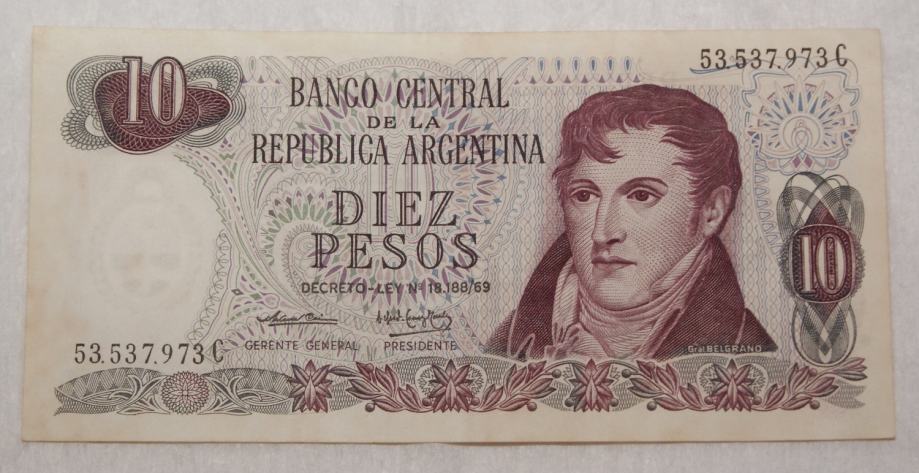 10
53.537.973 C
BANCO CENTRAL
DE LA
REPUBLICA ARGENTINA
DIEZ
PESOS
DECRETO-LEY Nº 18.188/69
10
53.537.973 C
GERENTE GENERAL PRESIDENTE
Gral BELGRANO